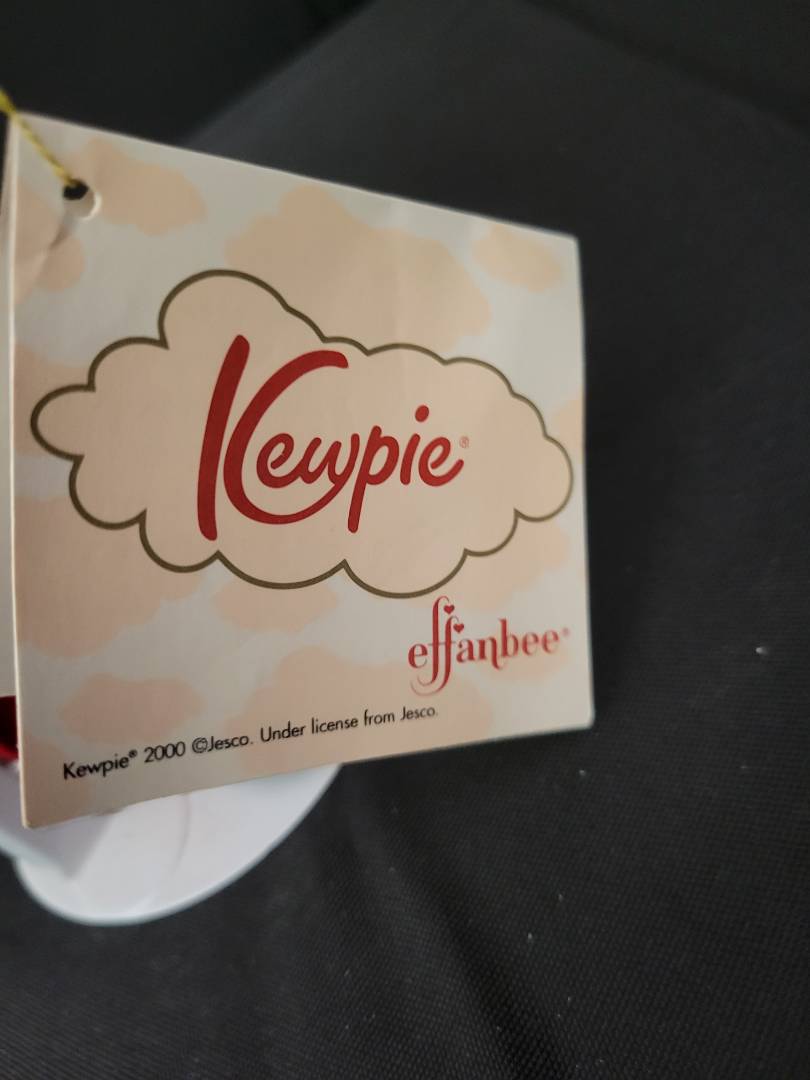 Kewpie®
effanbee®
Kewpie® 2000 ©Jesco. Under license from Jesco.